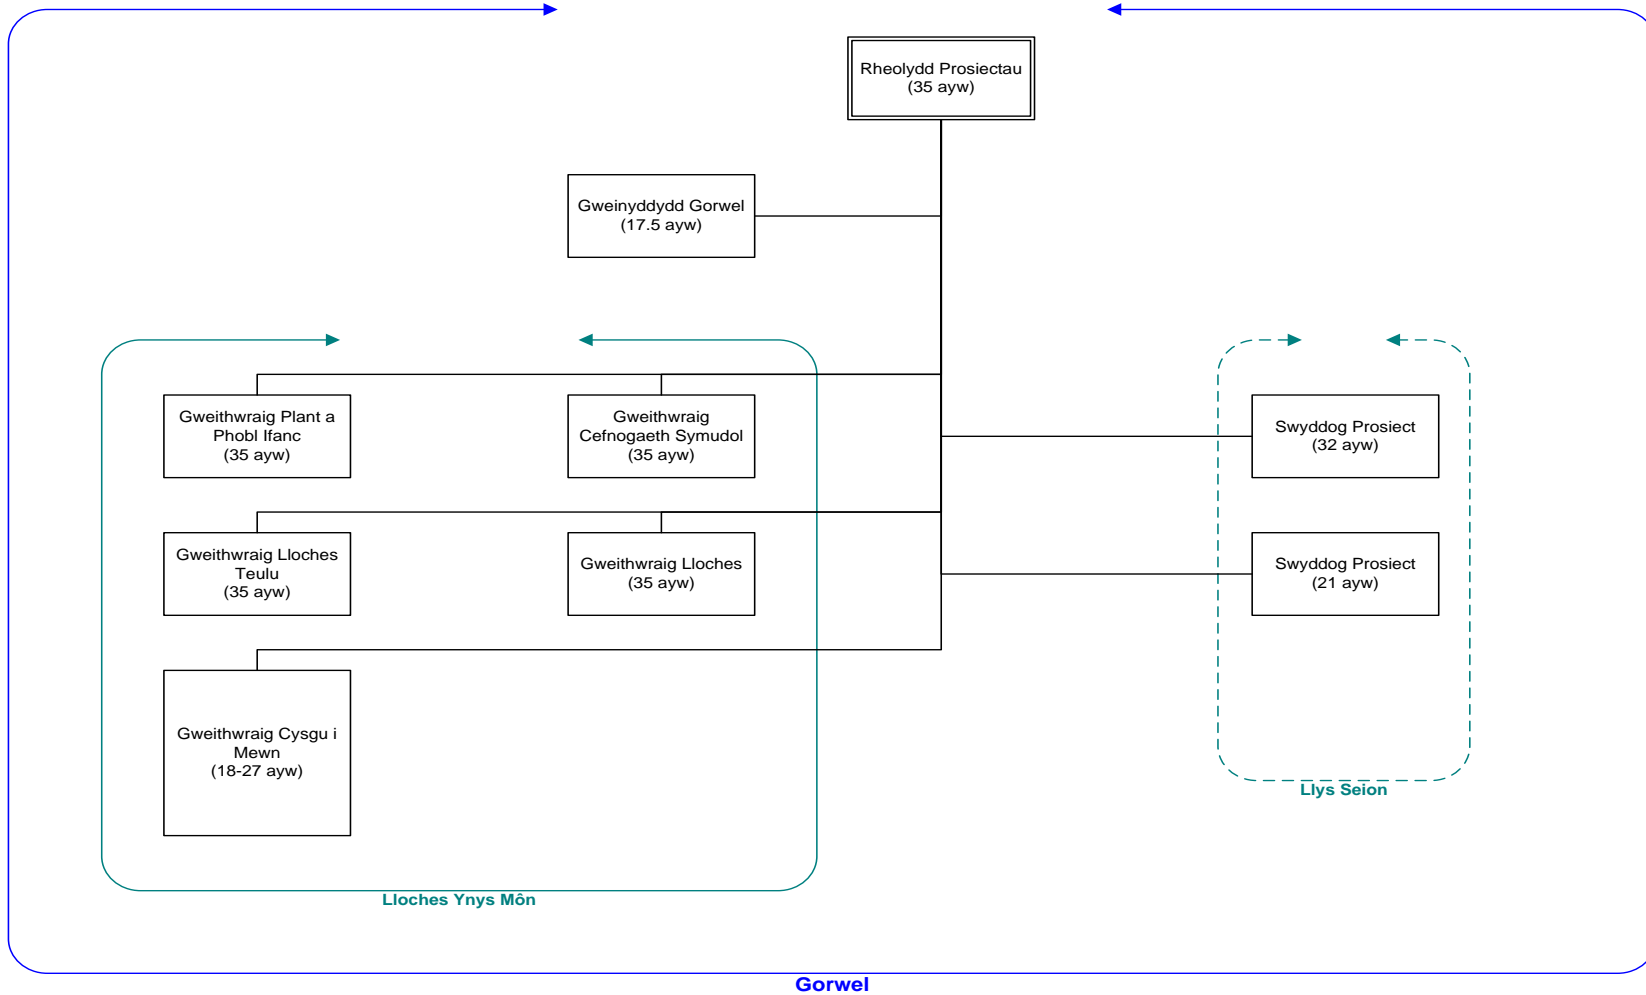 Rheolydd Prosiectau
(35 ayw)
Gweinyddydd Gorwel
(17.5 ayw)
Gweithwraig Plant a
Phobl Ifanc
(35 ayw)
Gweithwraig
Cefnogaeth Symudol
(35 ayw)
Swyddog Prosiect
(32 ayw)
Gweithwraig Lloches
Teulu
(35 ayw)
Gweithwraig Lloches
(35 ayw)
Swyddog Prosiect
(21 ayw)
Gweithwraig Cysgu i
Mewn
(18-27 ayw)
Llys Seion
Lloches Ynys Môn
Gorwel